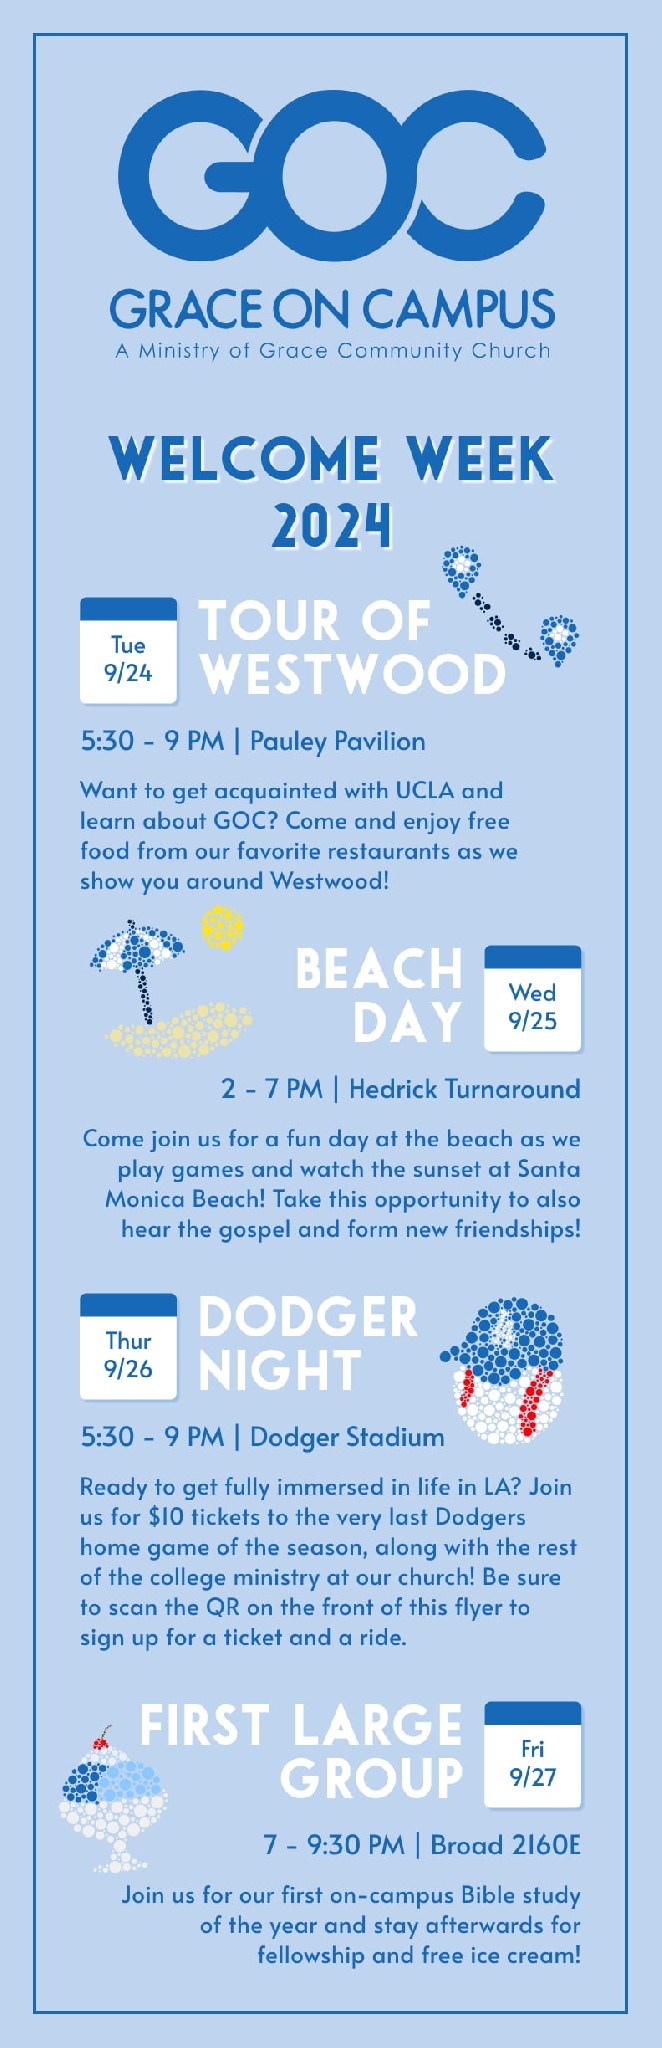 GOC
GRACE ON CAMPUS
A Ministry of Grace Community Church
WELCOME WEEK
2024
Tue
9/24
TOUR OF
WESTWOOD
5:30 - 9 PM | Pauley Pavilion
Want to get acquainted with UCLA and
learn about GOC? Come and enjoy free
food from our favorite restaurants as we
show you around Westwood!
BEACH
DAY
Wed
9/25
2 - 7 PM | Hedrick Turnaround
Come join us for a fun day at the beach as we
play games and watch the sunset at Santa
Monica Beach! Take this opportunity to also
hear the gospel and form new friendships!
Thur
9/26
DODGER
NIGHT
5:30 - 9 PM | Dodger Stadium
Ready to get fully immersed in life in LA? Join
us for $10 tickets to the very last Dodgers
home game of the season, along with the rest
of the college ministry at our church! Be sure
to scan the QR on the front of this flyer to
sign up for a ticket and a ride.
FIRST LARGE
GROUP
Fri
9/27
7 - 9:30 PM | Broad 2160E
Join us for our first on-campus Bible study
of the year and stay afterwards for
fellowship and free ice cream!